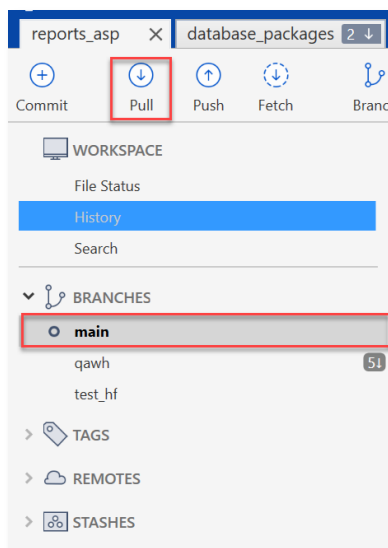 reports_asp × database_packages 2 ↓
Commit Pull Push Fetch Branc
WORKSPACE
File Status
History
Search
BRANCHES
main
qawh 5↓
test_hf
TAGS
REMOTES
STASHES